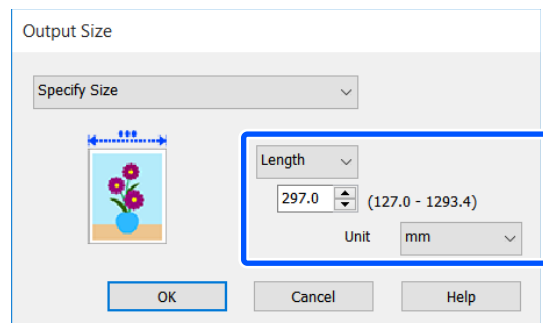 Output Size
Specify Size
Length
297.0 (127.0 - 1293.4)
Unit mm
OK Cancel Help